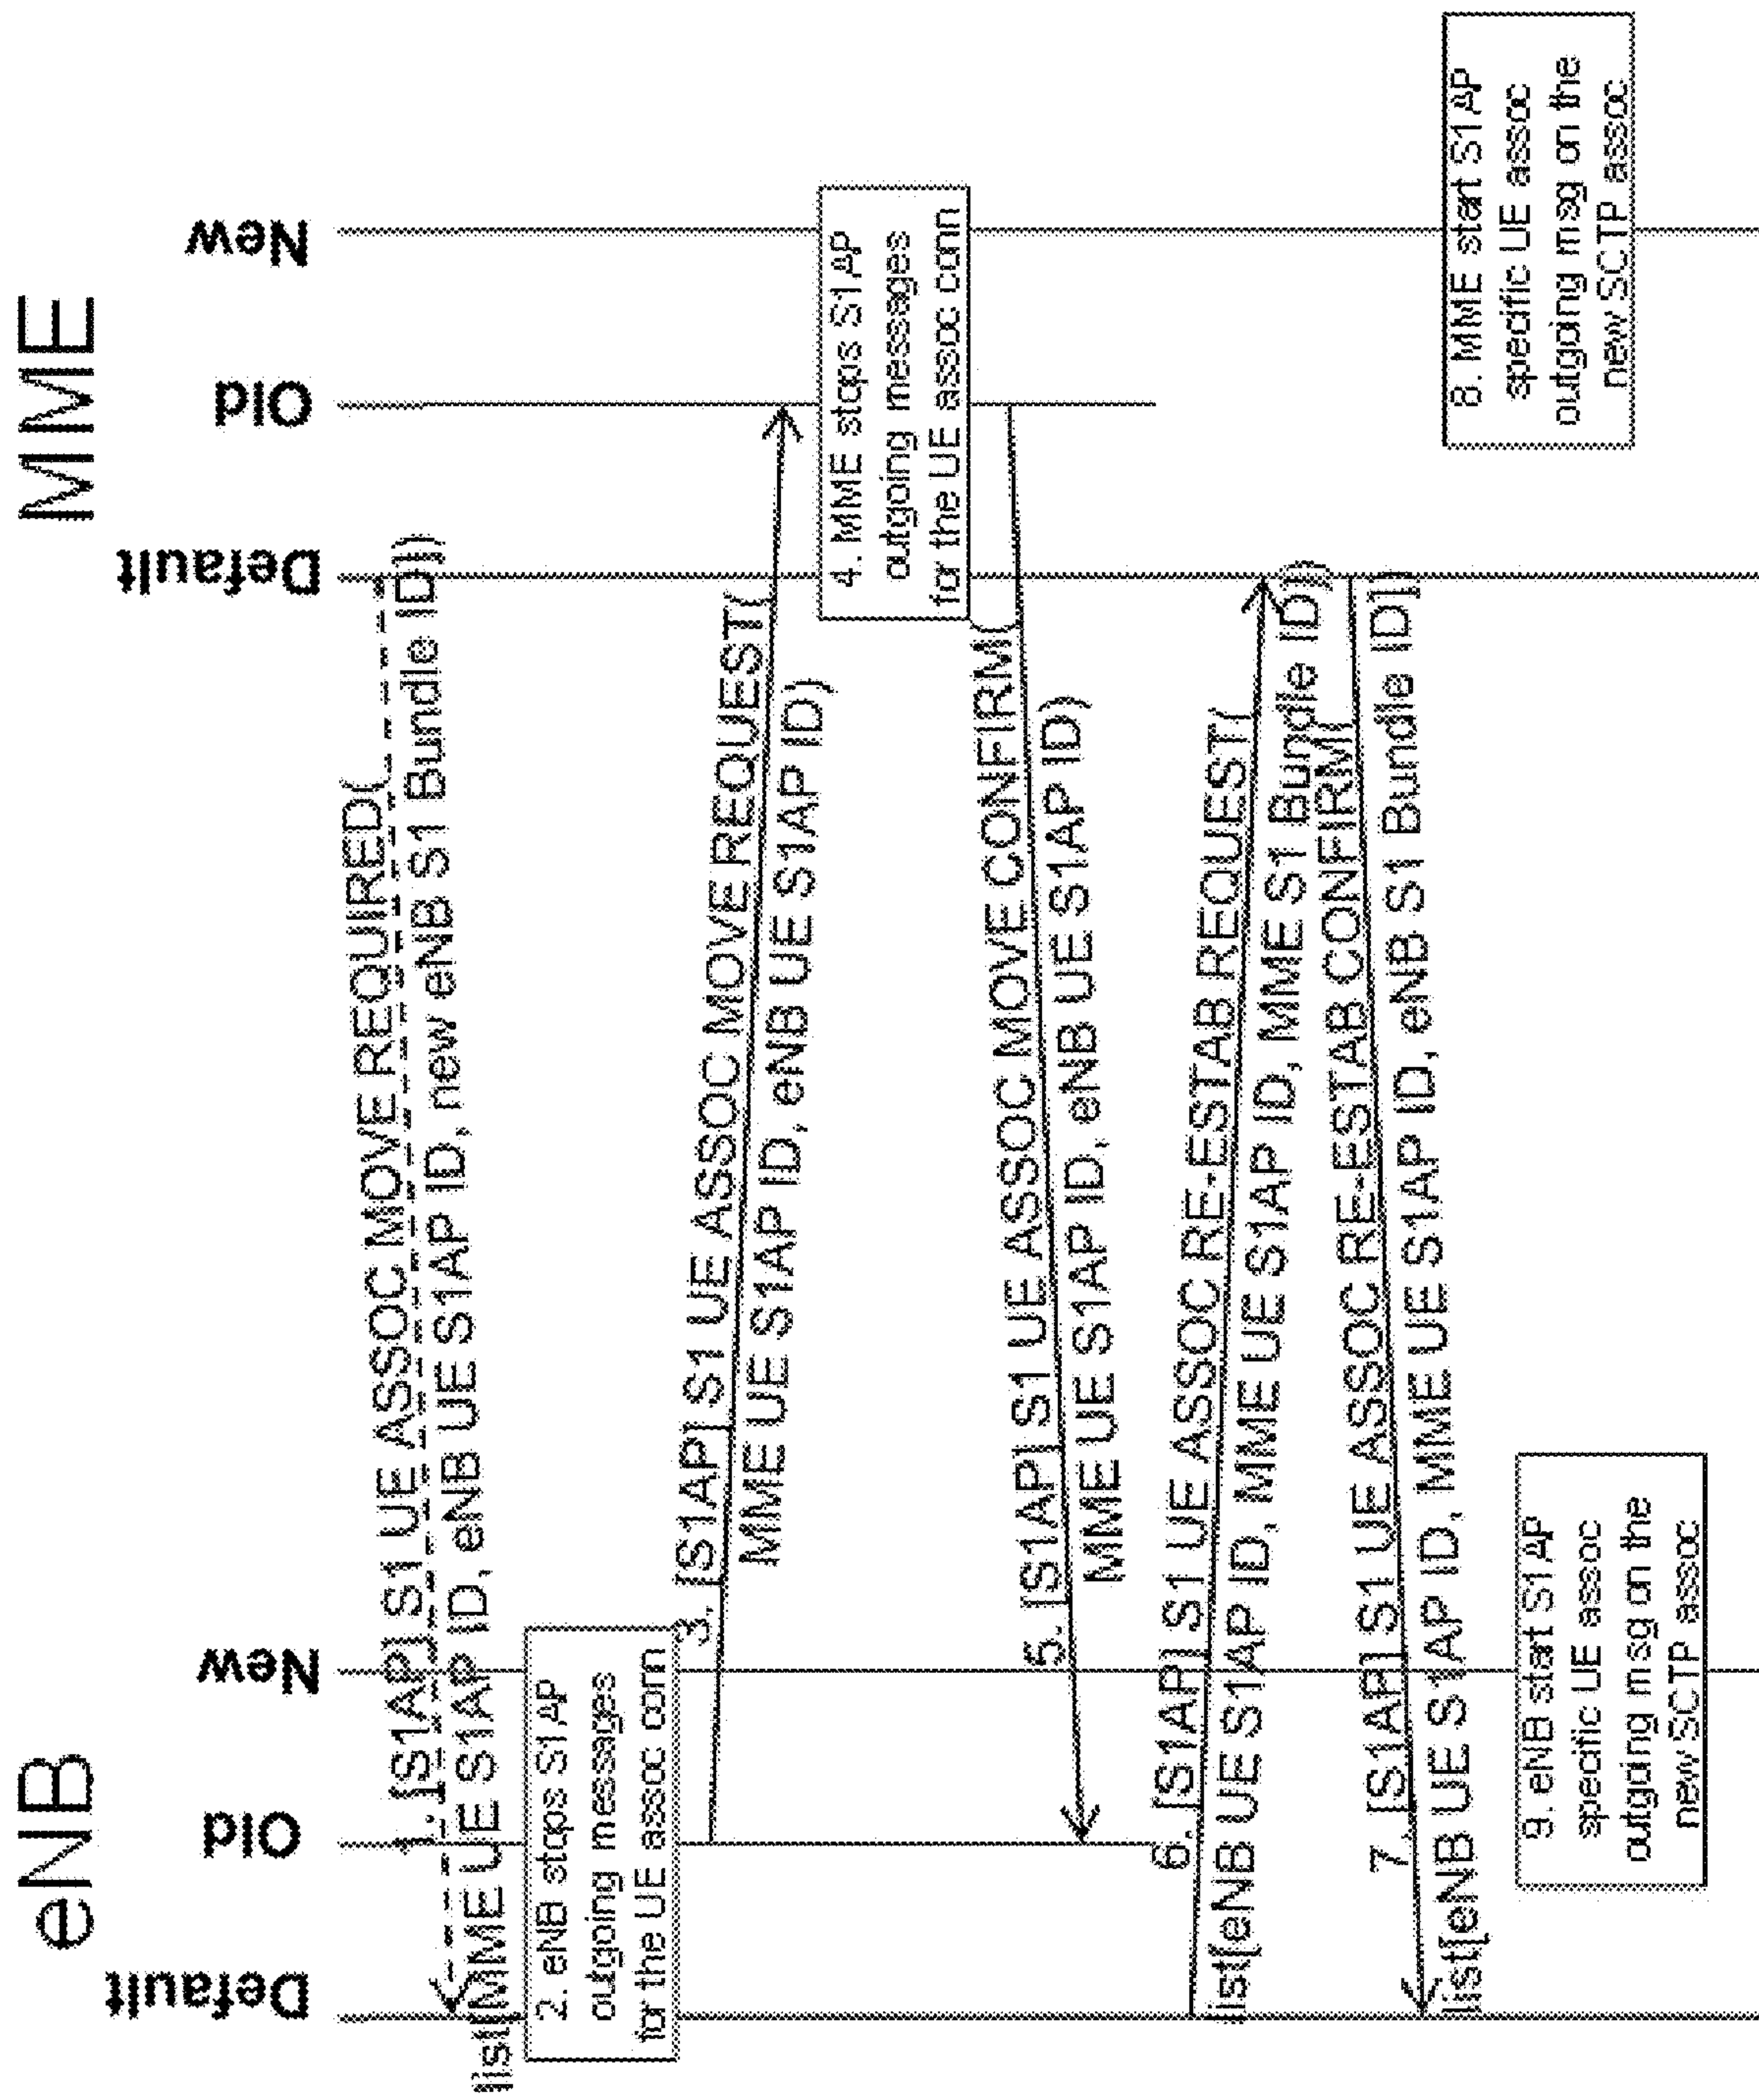 eNB
MME
Default
Old
New
Default
Old
New
1. [S1AP] S1 UE ASSOC MOVE REQUIRED(
list[MME UE S1AP ID, eNB UE S1AP ID, new eNB S1 Bundle ID])
2. eNB stops S1AP
outgoing messages
for the UE assoc conn
3. [S1AP] S1 UE ASSOC MOVE REQUEST(
MME UE S1AP ID, eNB UE S1AP ID)
4. MME stops S1AP
outgoing messages
for the UE assoc conn
5. [S1AP] S1 UE ASSOC MOVE CONFIRM(
MME UE S1AP ID, eNB UE S1AP ID)
6. [S1AP] S1 UE ASSOC RE-ESTAB REQUEST(
list[eNB UE S1AP ID, MME UE S1AP ID, MME S1 Bundle ID])
7. [S1AP] S1 UE ASSOC RE-ESTAB CONFIRM(
list[eNB UE S1AP ID, MME UE S1AP ID, eNB S1 Bundle ID])
8. MME start S1AP
specific UE assoc
outgoing msg on the
new SCTP assoc
9. eNB start S1AP
specific UE assoc
outgoing msg on the
new SCTP assoc